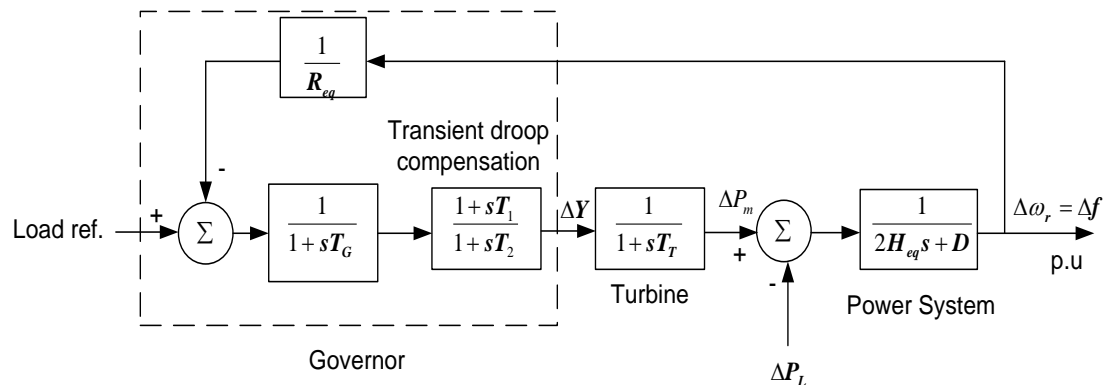 1
R_eq
Transient droop
compensation
-
Load ref.
+
Σ
1
1 + sT_G
1 + sT_1
1 + sT_2
ΔY
1
1 + sT_T
ΔP_m
+
Σ
-
1
2H_eq s + D
Δω_r = Δf
p.u
Turbine
Power System
Governor
ΔP_L